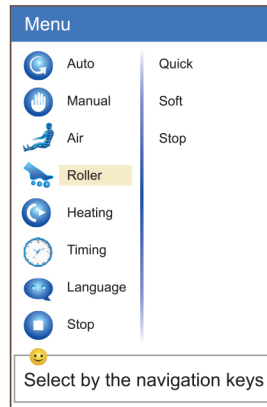 Menu
Auto
Manual
Air
Roller
Heating
Timing
Language
Stop
Quick
Soft
Stop
Select by the navigation keys